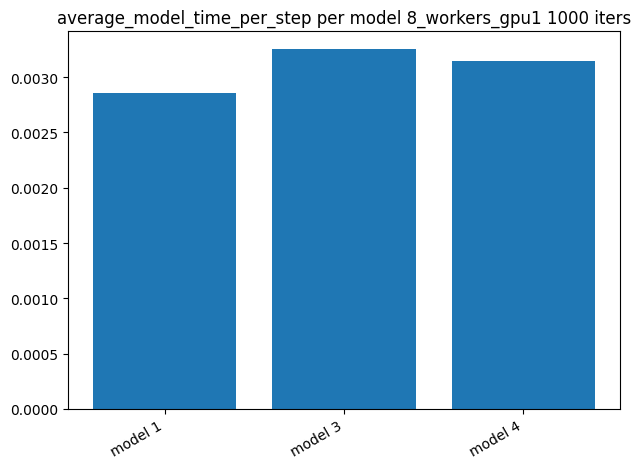 average_model_time_per_step per model 8_workers_gpu1 1000 iters
0.0030
0.0025
0.0020
0.0015
0.0010
0.0005
0.0000
model 1
model 3
model 4